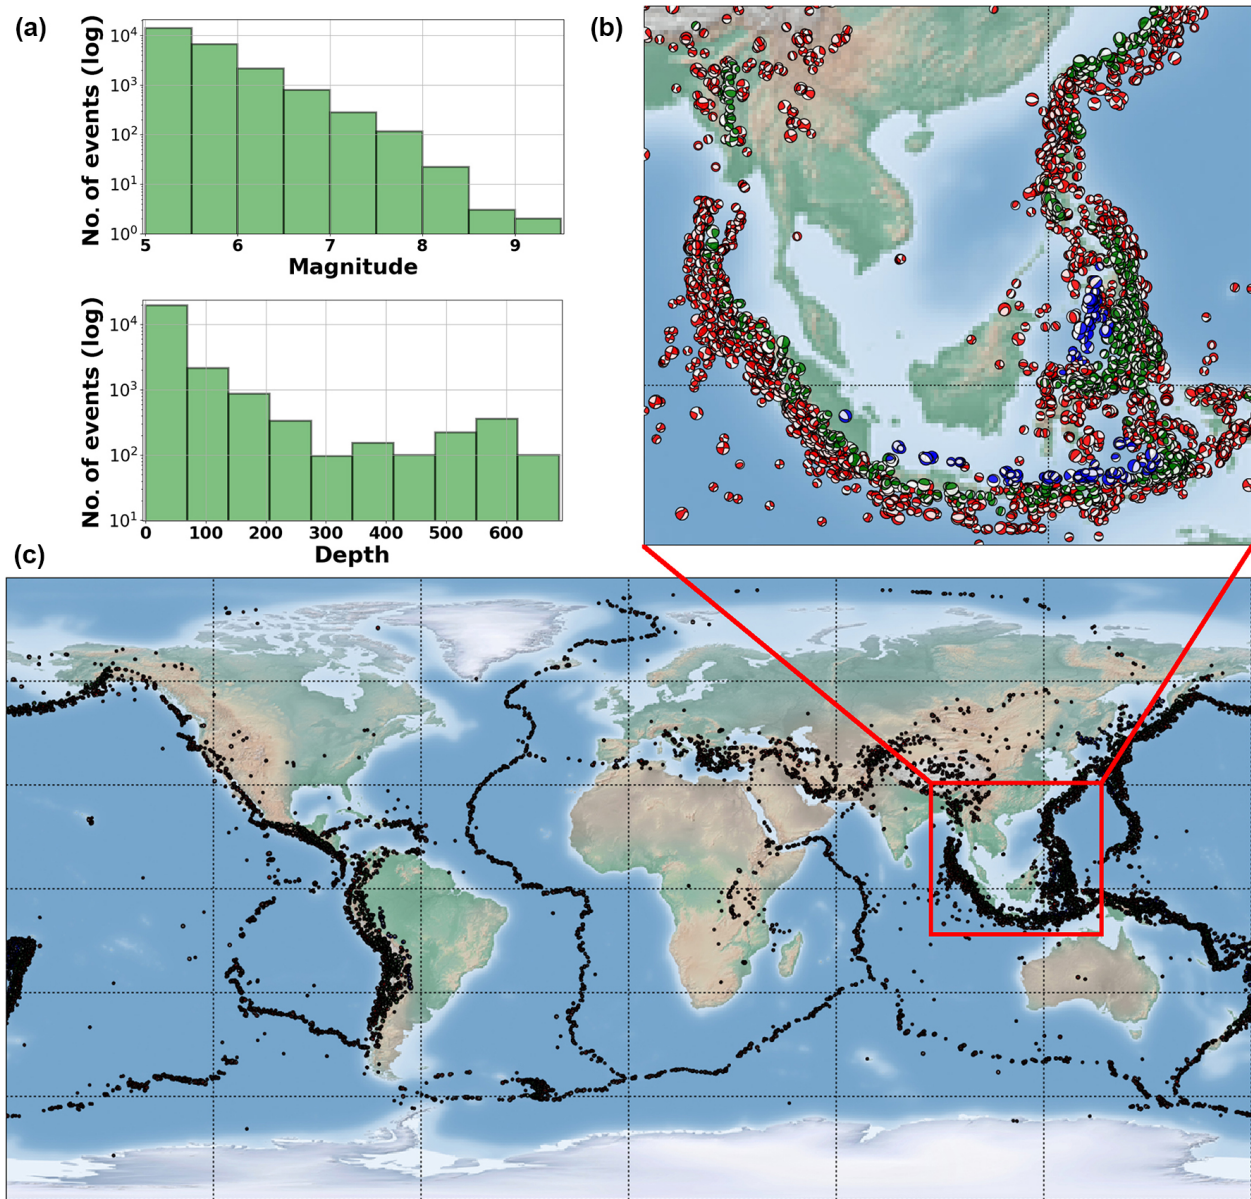 (a)
No. of events (log)
10⁴
10³
10²
10¹
10⁰
5 6 7 8 9
Magnitude
No. of events (log)
10⁴
10³
10²
10¹
0 100 200 300 400 500 600
Depth
(b)
(c)